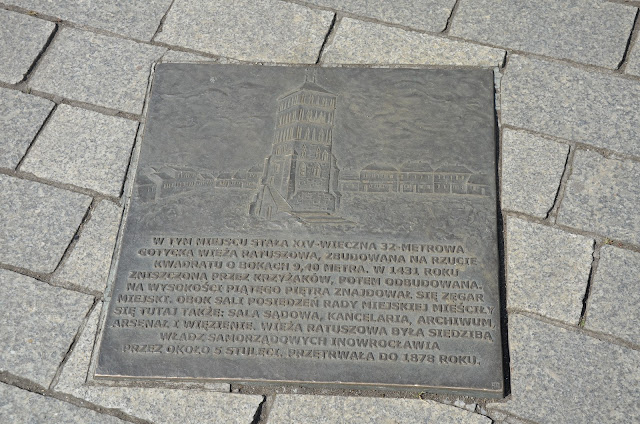 W TYM MIEJSCU STAŁA XIV-WIECZNA 32-METROWA
GOTYCKA WIEŻA RATUSZOWA, ZBUDOWANA NA RZUCIE
KWADRATU O BOKACH 9,40 METRA. W 1431 ROKU
ZNISZCZONA PRZEZ KRZYŻAKÓW, POTEM ODBUDOWANA.
NA WYSOKOŚCI PIĄTEGO PIĘTRA ZNAJDOWAŁ SIĘ ZEGAR
MIEJSKI. OBOK SALI POSIEDZEŃ RADY MIEJSKIEJ MIEŚCIŁY
SIĘ TUTAJ TAKŻE: SALA SĄDOWA, KANCELARIA, ARCHIWUM,
ARSENAŁ I WIĘZIENIE. WIEŻA RATUSZOWA BYŁA SIEDZIBĄ
WŁADZ SAMORZĄDOWYCH INOWROCŁAWIA
PRZEZ OKOŁO 5 STULECI. PRZETRWAŁA DO 1878 ROKU.